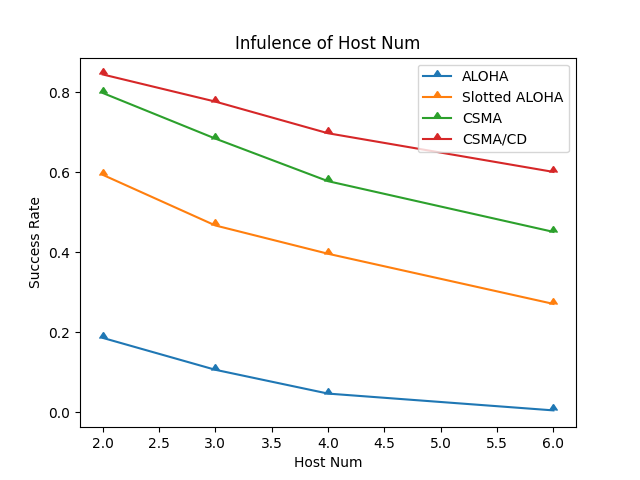 Infulence of Host Num
ALOHA
Slotted ALOHA
CSMA
CSMA/CD
Success Rate
0.8
0.6
0.4
0.2
0.0
2.0 2.5 3.0 3.5 4.0 4.5 5.0 5.5 6.0
Host Num